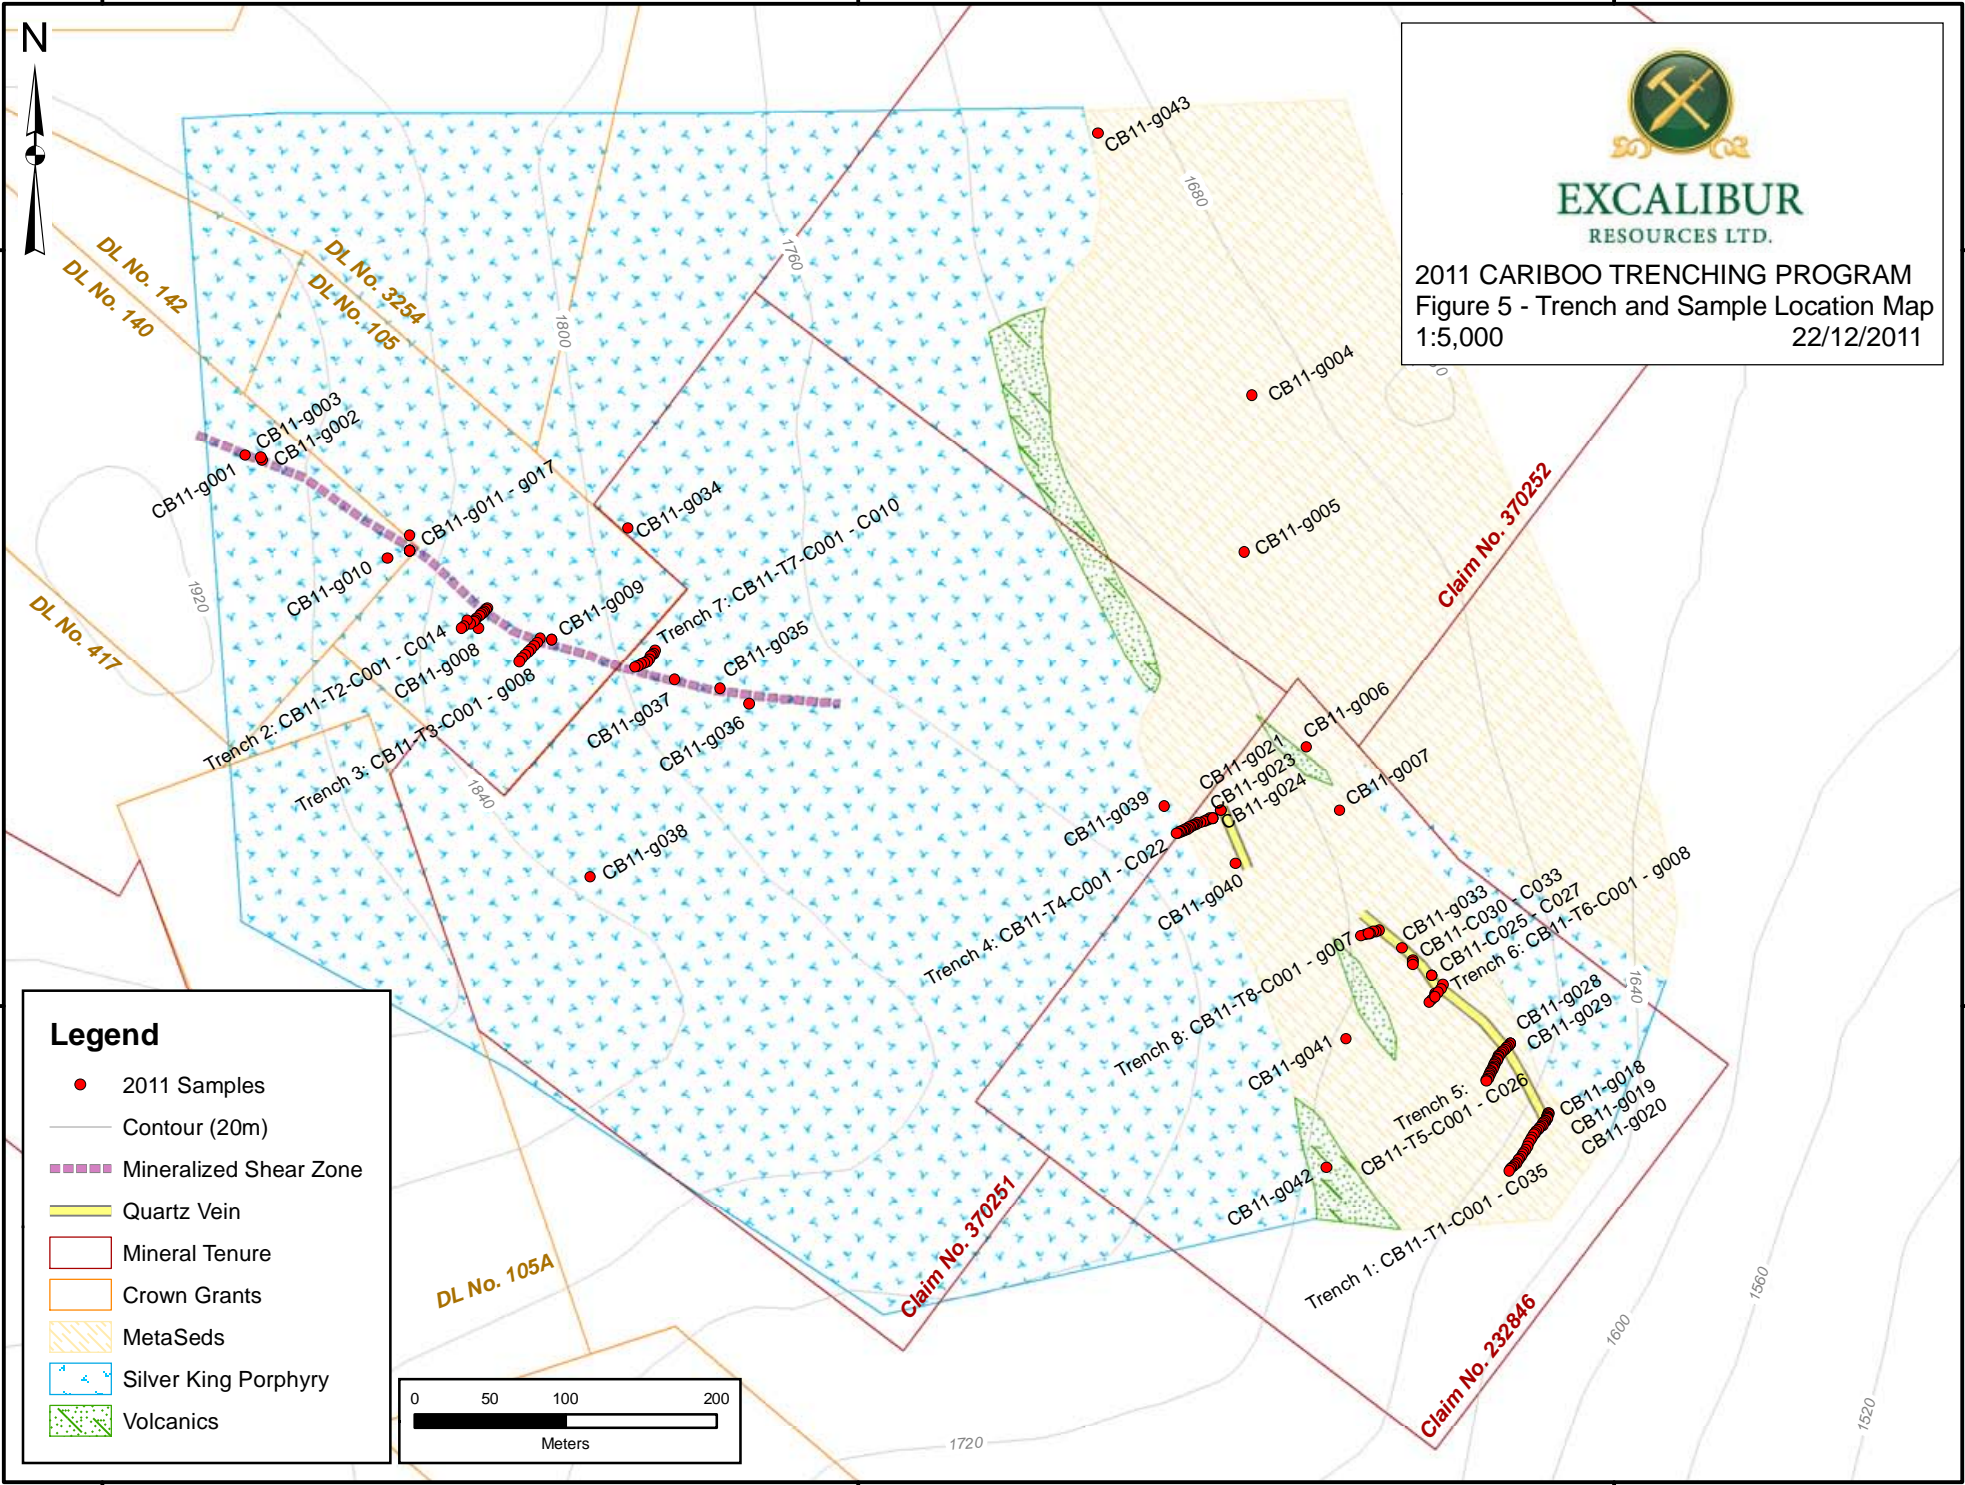 N
EXCALIBUR
RESOURCES LTD.
2011 CARIBOO TRENCHING PROGRAM
Figure 5 - Trench and Sample Location Map
1:5,000 22/12/2011
CB11-g043
1680
1760
DL No. 142
DL No. 140
DL No. 3254
DL No. 105
1800
CB11-g004
CB11-g003
CB11-g002
CB11-g001
CB11-g011 - g017
CB11-g034
CB11-g005
Claim No. 370252
Trench 7: CB11-T7-C001 - C010
CB11-g010
1920
DL No. 417
CB11-g009
CB11-g035
Trench 2: CB11-T2-C001 - C014
CB11-g008
Trench 3: CB11-T3-C001 - g008
CB11-g037
CB11-g036
CB11-g006
CB11-g021
CB11-g023
CB11-g024
CB11-g007
1840
CB11-g039
CB11-g038
Trench 4: CB11-T4-C001 - C022
CB11-g040
CB11-g033
CB11-C030 - C033
CB11-C025 - C027
Trench 6: CB11-T6-C001 - g008
Trench 8: CB11-T8-C001 - g007
1640
CB11-g028
CB11-g029
CB11-g041
Trench 5:
CB11-T5-C001 - C026
CB11-g018
CB11-g019
CB11-g020
CB11-g042
Trench 1: CB11-T1-C001 - C035
Claim No. 370251
DL No. 105A
Claim No. 232846
1600
1560
1520
1720
Legend
2011 Samples
Contour (20m)
Mineralized Shear Zone
Quartz Vein
Mineral Tenure
Crown Grants
MetaSeds
Silver King Porphyry
Volcanics
0 50 100 200
Meters